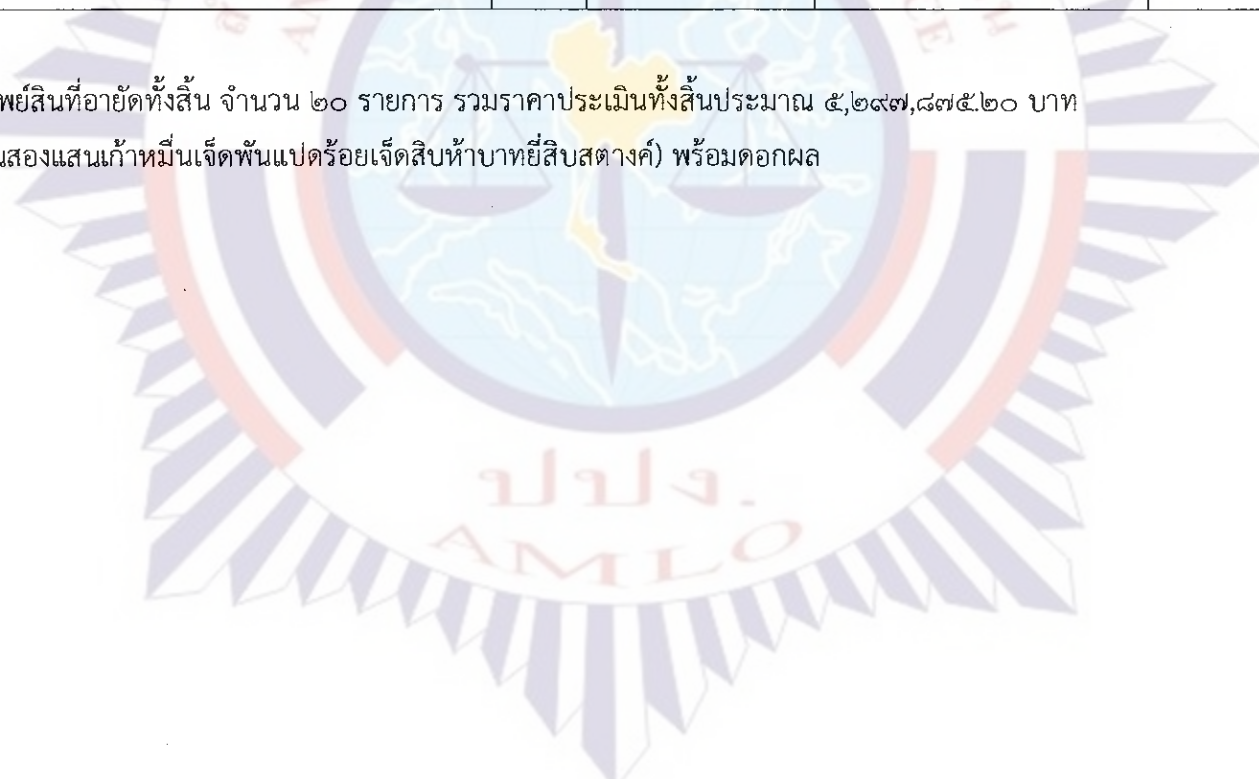 พย์สินที่อายัดทั้งสิ้น จำนวน ๒๐ รายการ รวมราคาประเมินทั้งสิ้นประมาณ ๕,๒๙๗,๘๗๕.๒๐ บาท
นสองแสนเก้าหมื่นเจ็ดพันแปดร้อยเจ็ดสิบห้าบาทยี่สิบสตางค์) พร้อมดอกผล
ปปง.
AMLO